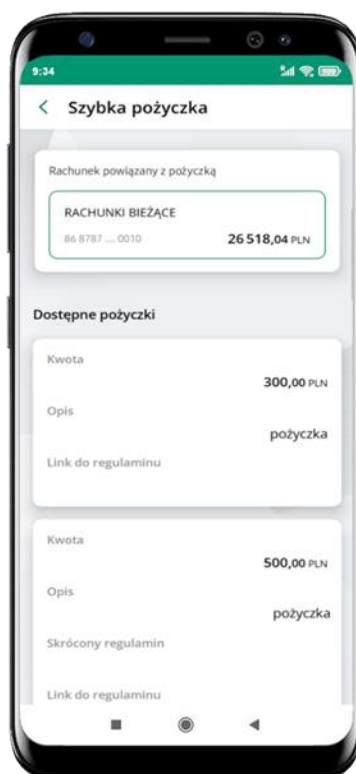 9:34
Szybka pożyczka
Rachunek powiązany z pożyczką
RACHUNKI BIEŻĄCE
86 8787 .... 0010 26 518,04 PLN
Dostępne pożyczki
Kwota
300,00 PLN
Opis
pożyczka
Link do regulaminu
Kwota
500,00 PLN
Opis
pożyczka
Skrócony regulamin
Link do regulaminu